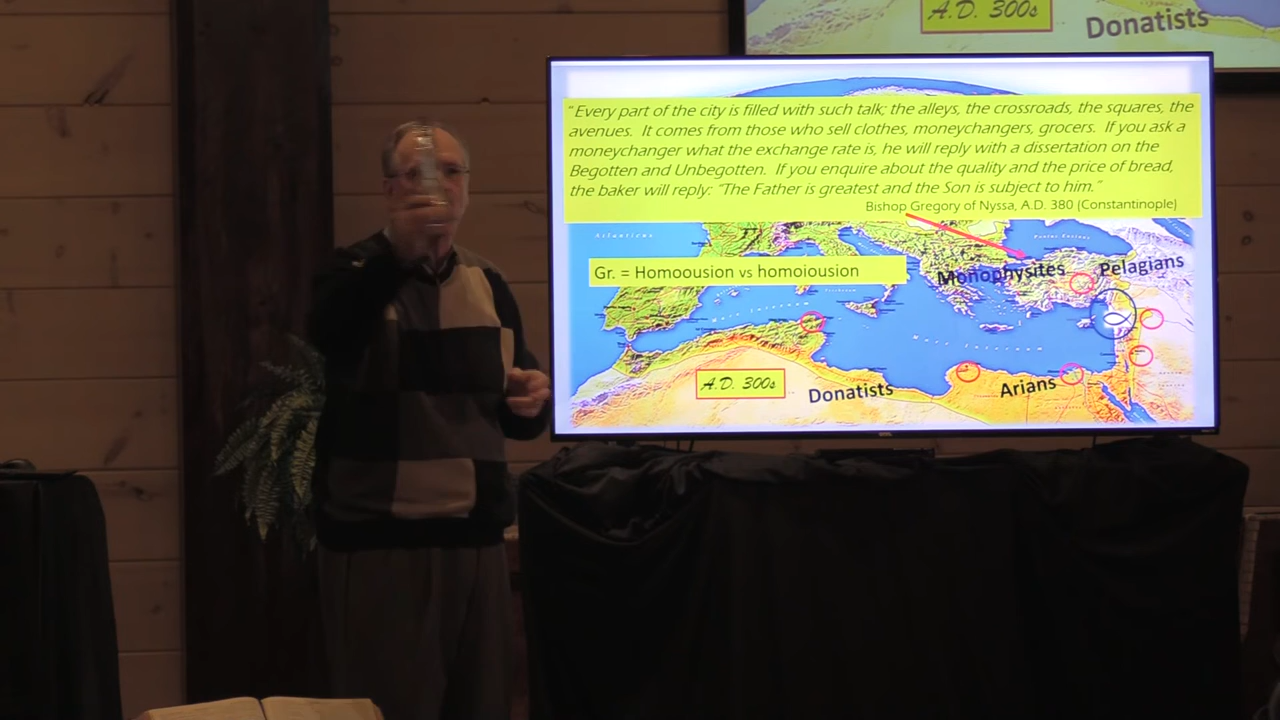 A.D. 300s
Donatists
"Every part of the city is filled with such talk; the alleys, the crossroads, the squares, the
avenues. It comes from those who sell clothes, moneychangers, grocers. If you ask a
moneychanger what the exchange rate is, he will reply with a dissertation on the
Begotten and Unbegotten. If you enquire about the quality and the price of bread,
the baker will reply: "The Father is greatest and the Son is subject to him."
Bishop Gregory of Nyssa, A.D. 380 (Constantinople)
Gr. = Homoousion vs homoiousion
Monophysites
Pelagians
A.D. 300s
Donatists
Arians